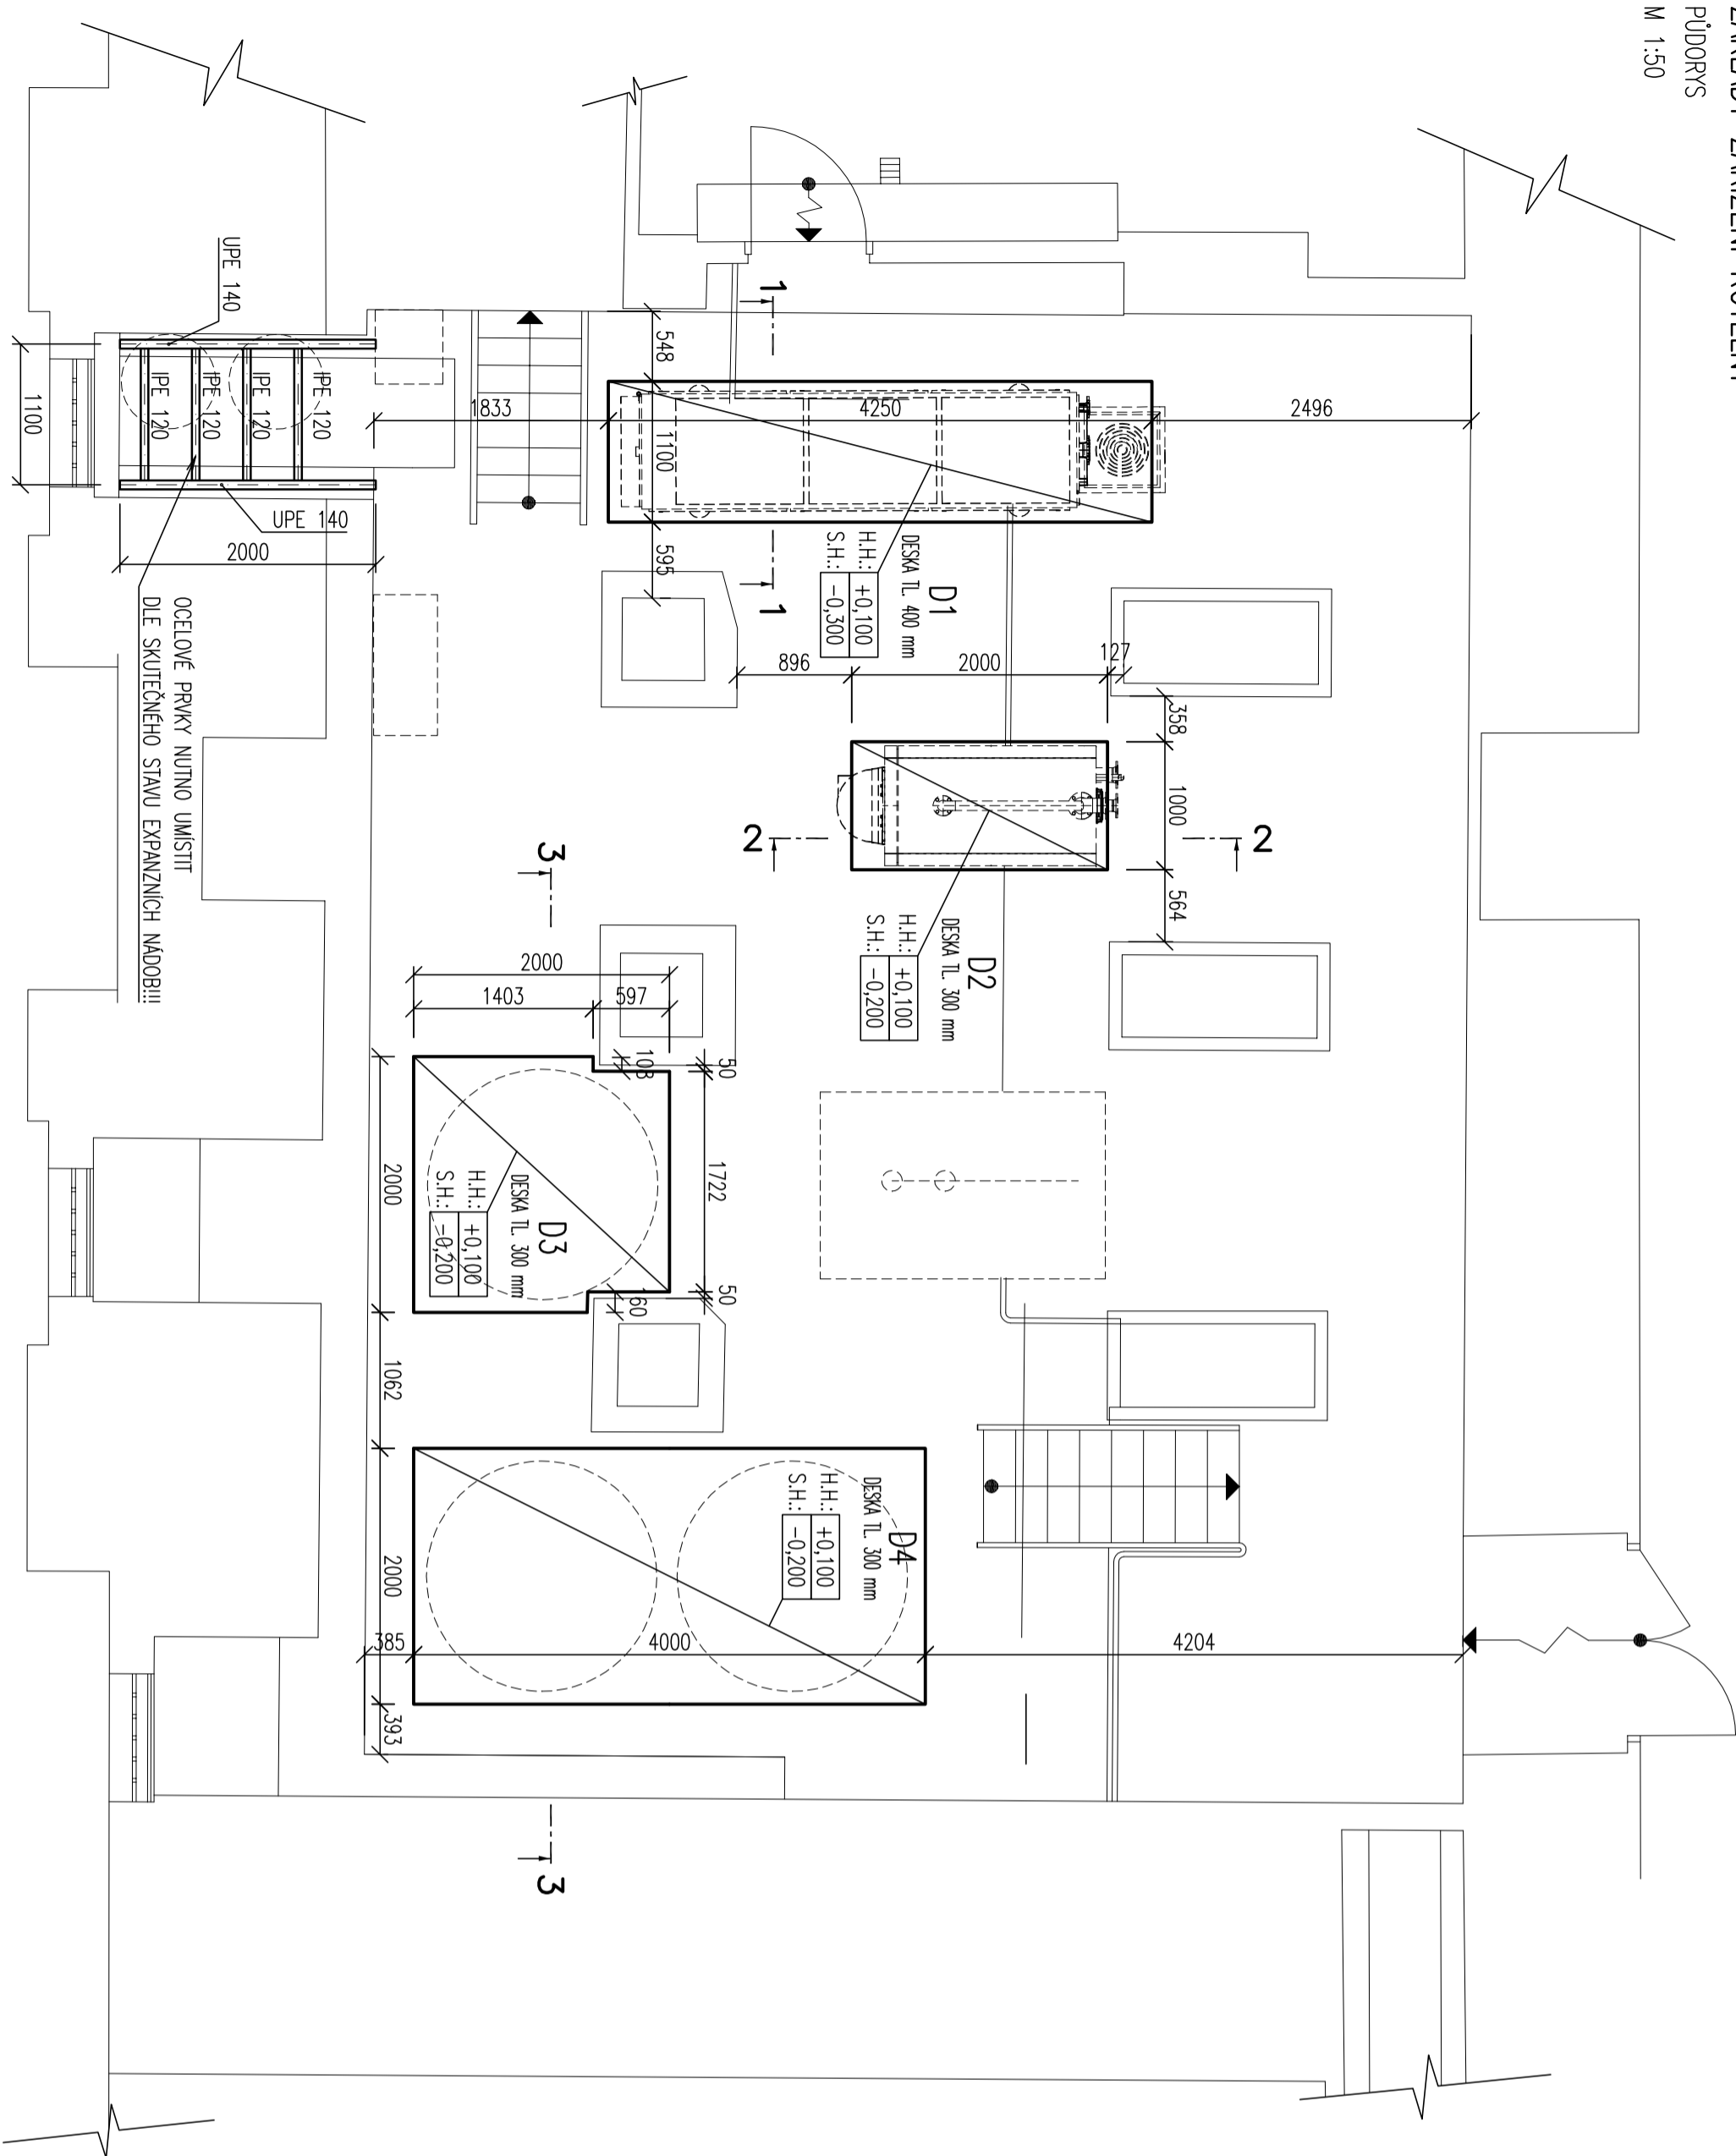 ZÁKLADY ZAŘÍZENÍ KOTELNY
PŮDORYS
M 1:50
UPE 140
IPE 120
IPE 120
IPE 120
IPE 120
UPE 140
1100
2000
OCELOVÉ PRVKY NUTNO UMÍSTIT
DLE SKUTEČNÉHO STAVU EXPANZNÍCH NÁDOB!!!
1
1
548
1100
595
1833
4250
2496
D1
DESKA TL. 400 mm
H.H.: +0,100
S.H.: -0,300
896
2000
127
358
1000
564
2
2
D2
DESKA TL. 300 mm
H.H.: +0,100
S.H.: -0,200
3
3
2000
1403
597
108
50
1722
50
160
D3
DESKA TL. 300 mm
H.H.: +0,100
S.H.: -0,200
2000
1062
2000
393
D4
DESKA TL. 300 mm
H.H.: +0,100
S.H.: -0,200
385
4000
4204